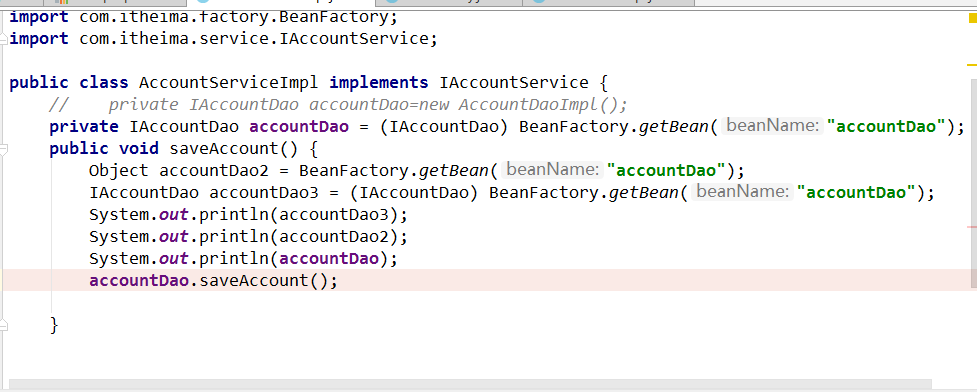 import com.itheima.factory.BeanFactory;
import com.itheima.service.IAccountService;
public class AccountServiceImpl implements IAccountService {
//    private IAccountDao accountDao=new AccountDaoImpl();
private IAccountDao accountDao = (IAccountDao) BeanFactory.getBean( beanName: "accountDao");
public void saveAccount() {
Object accountDao2 = BeanFactory.getBean( beanName: "accountDao");
IAccountDao accountDao3 = (IAccountDao) BeanFactory.getBean( beanName: "accountDao");
System.out.println(accountDao3);
System.out.println(accountDao2);
System.out.println(accountDao);
accountDao.saveAccount();
}